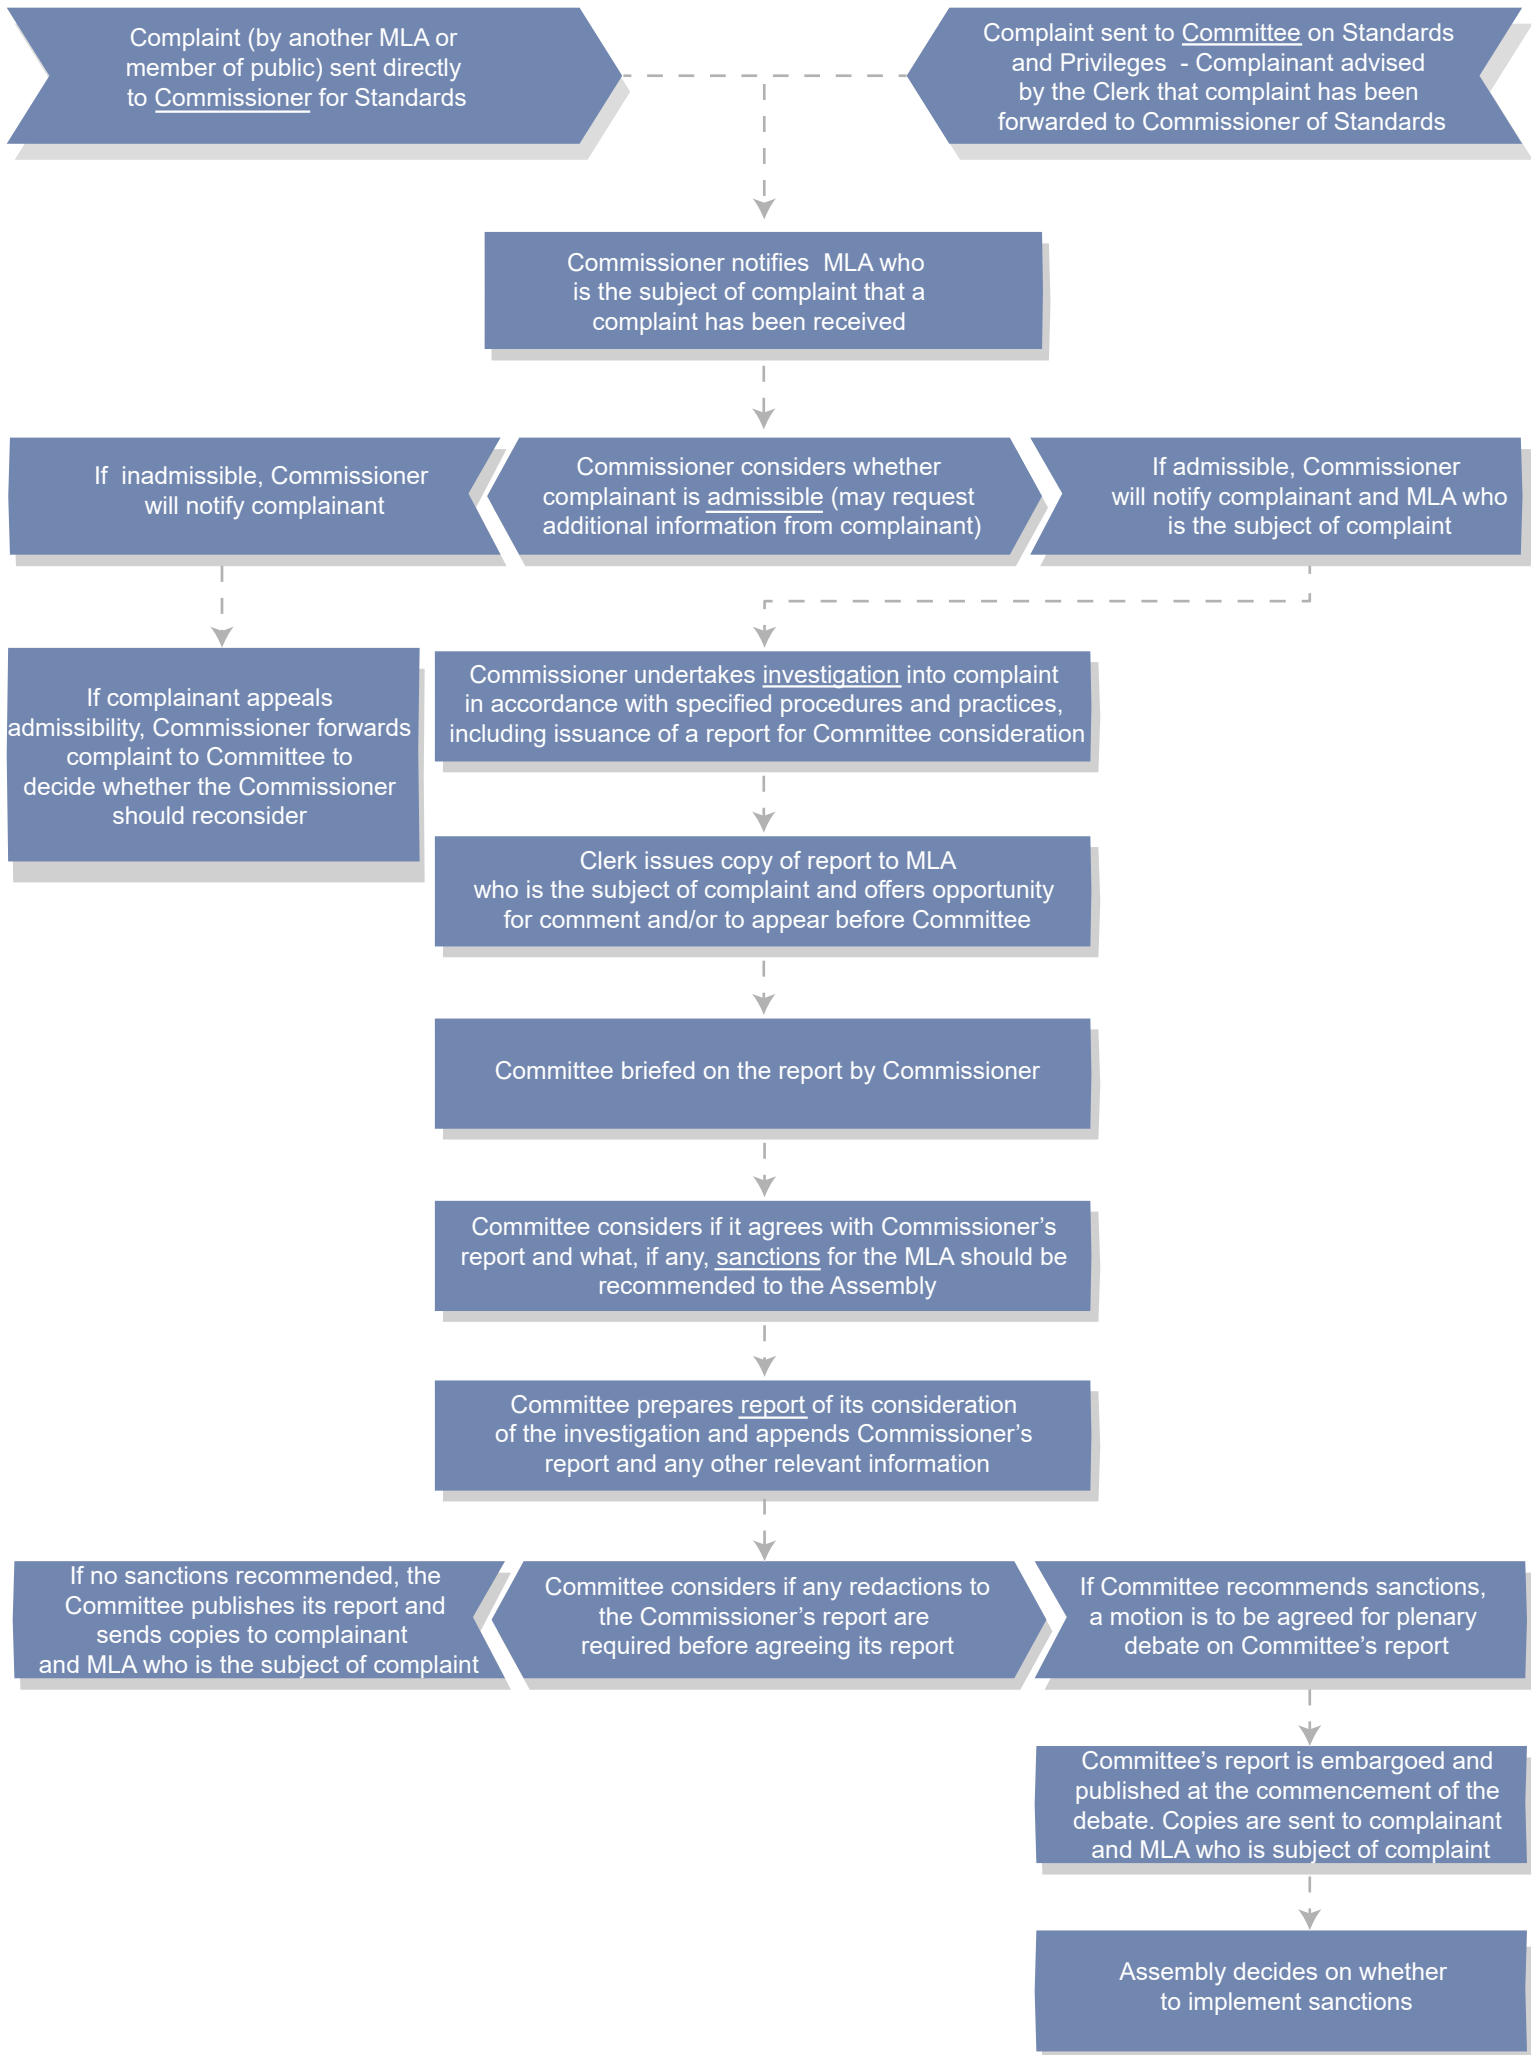 Complaint (by another MLA or
member of public) sent directly
to Commissioner for Standards
Complaint sent to Committee on Standards
and Privileges - Complainant advised
by the Clerk that complaint has been
forwarded to Commissioner of Standards
Commissioner notifies MLA who
is the subject of complaint that a
complaint has been received
If inadmissible, Commissioner
will notify complainant
Commissioner considers whether
complainant is admissible (may request
additional information from complainant)
If admissible, Commissioner
will notify complainant and MLA who
is the subject of complaint
If complainant appeals
admissibility, Commissioner forwards
complaint to Committee to
decide whether the Commissioner
should reconsider
Commissioner undertakes investigation into complaint
in accordance with specified procedures and practices,
including issuance of a report for Committee consideration
Clerk issues copy of report to MLA
who is the subject of complaint and offers opportunity
for comment and/or to appear before Committee
Committee briefed on the report by Commissioner
Committee considers if it agrees with Commissioner’s
report and what, if any, sanctions for the MLA should be
recommended to the Assembly
Committee prepares report of its consideration
of the investigation and appends Commissioner’s
report and any other relevant information
If no sanctions recommended, the
Committee publishes its report and
sends copies to complainant
and MLA who is the subject of complaint
Committee considers if any redactions to
the Commissioner’s report are
required before agreeing its report
If Committee recommends sanctions,
a motion is to be agreed for plenary
debate on Committee’s report
Committee’s report is embargoed and
published at the commencement of the
debate. Copies are sent to complainant
and MLA who is subject of complaint
Assembly decides on whether
to implement sanctions